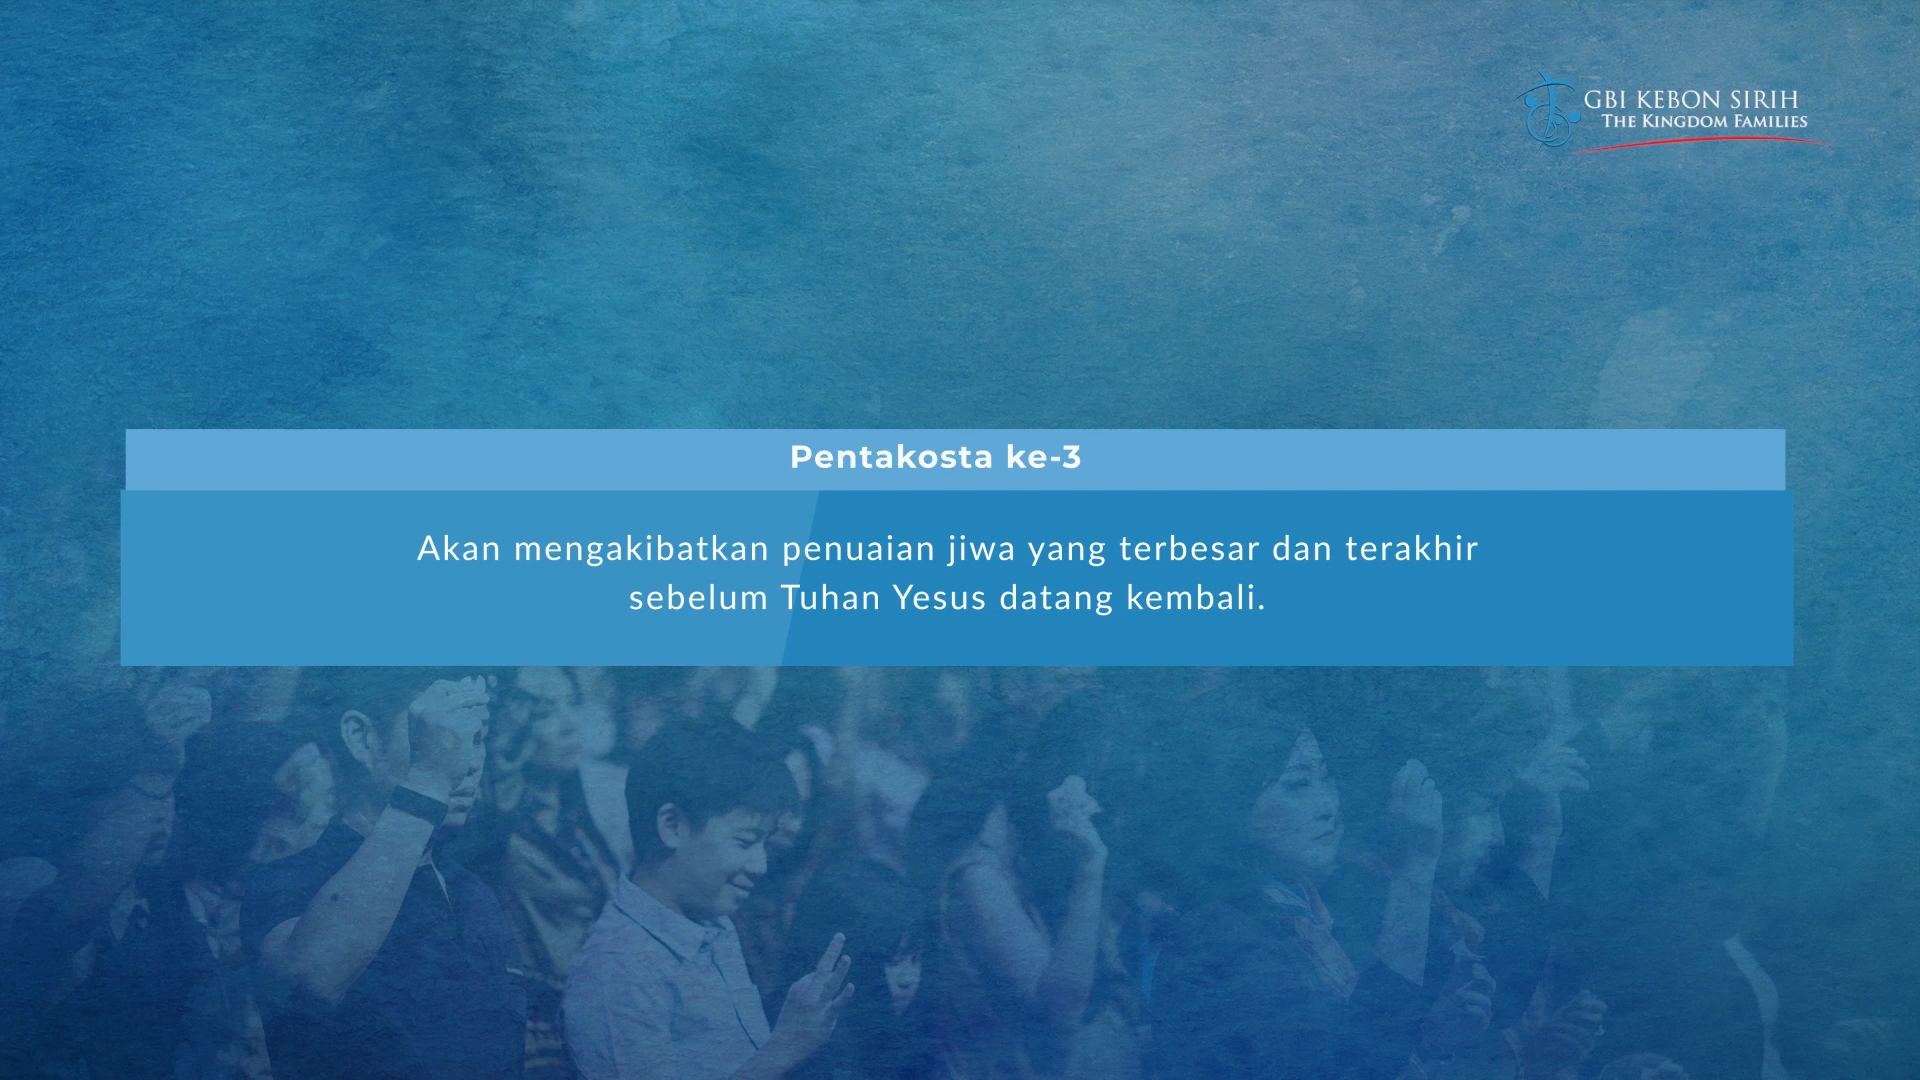 GBI KEBON SIRIH
THE KINGDOM FAMILIES
Pentakosta ke-3
Akan mengakibatkan penuaian jiwa yang terbesar dan terakhir
sebelum Tuhan Yesus datang kembali.